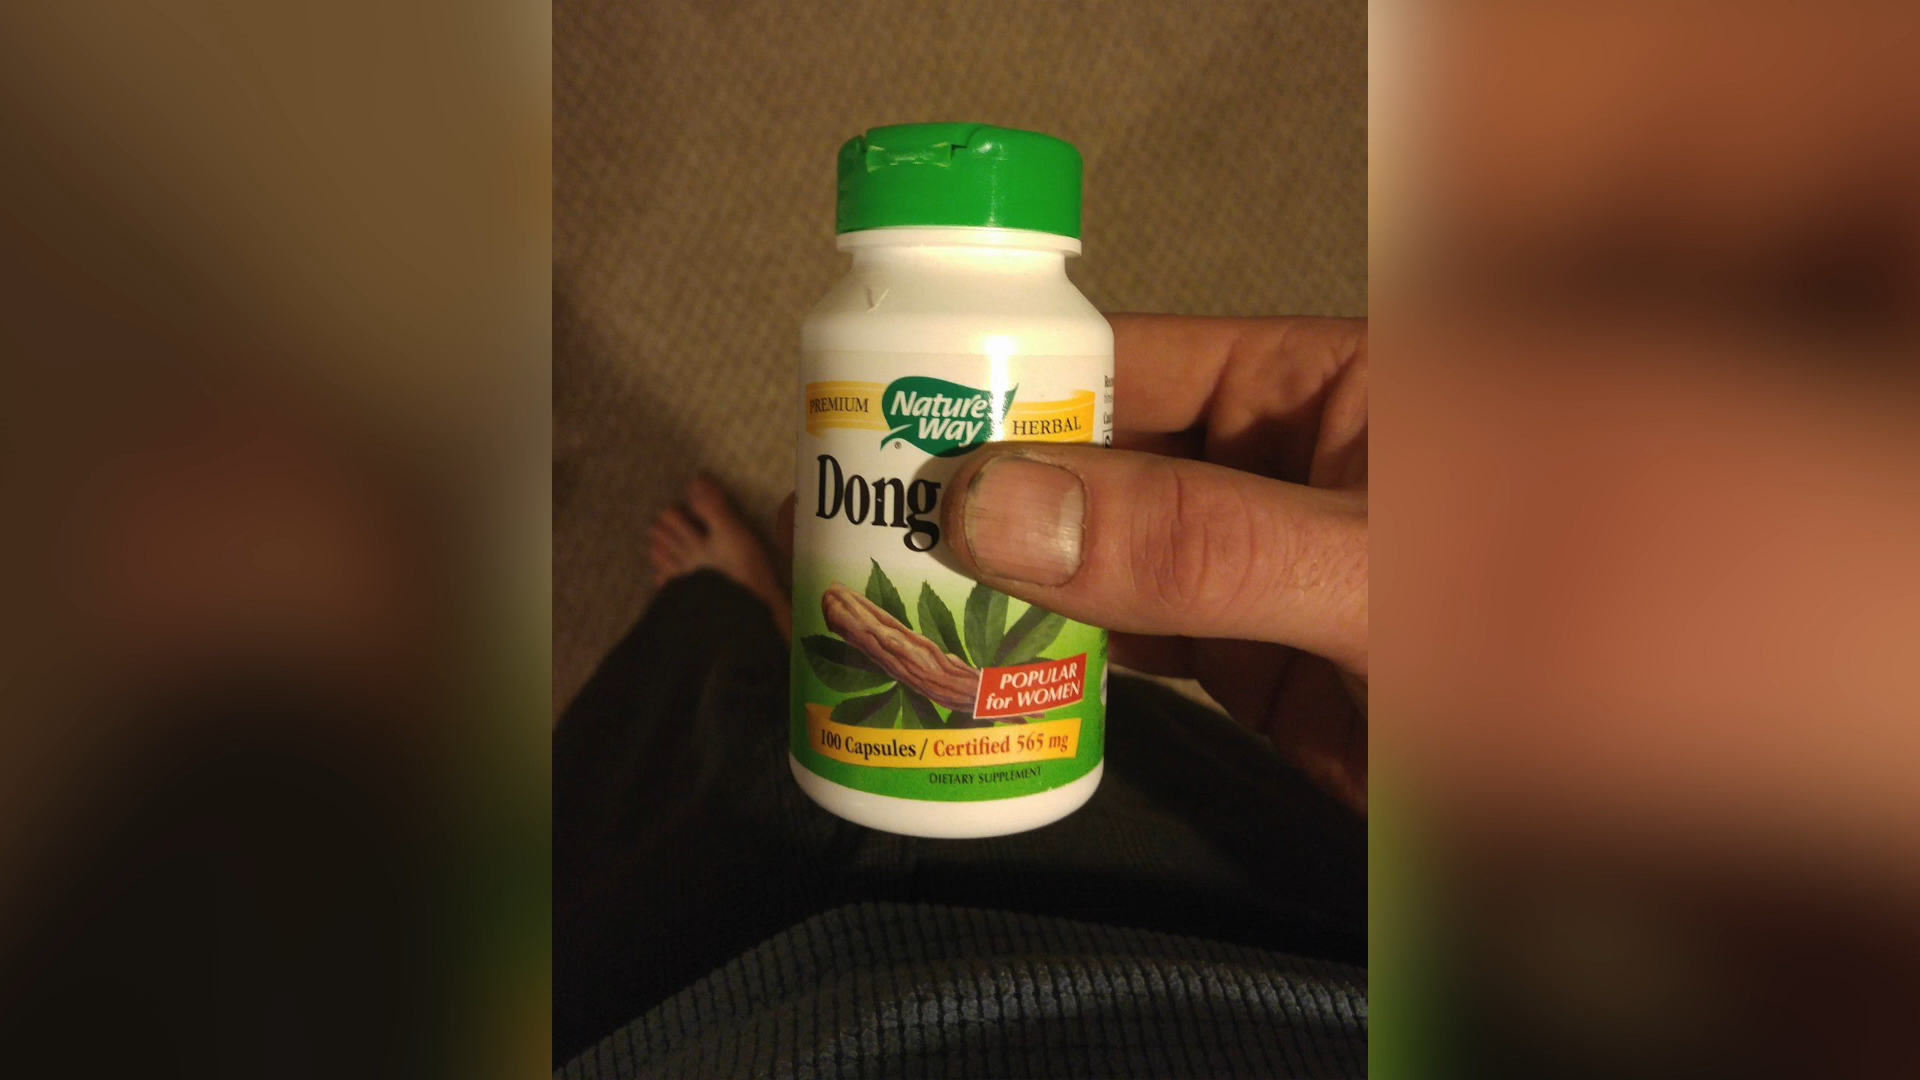 PREMIUM
Nature's
Way
®
HERBAL
Dong
POPULAR
for WOMEN
100 Capsules / Certified 565 mg
DIETARY SUPPLEMENT